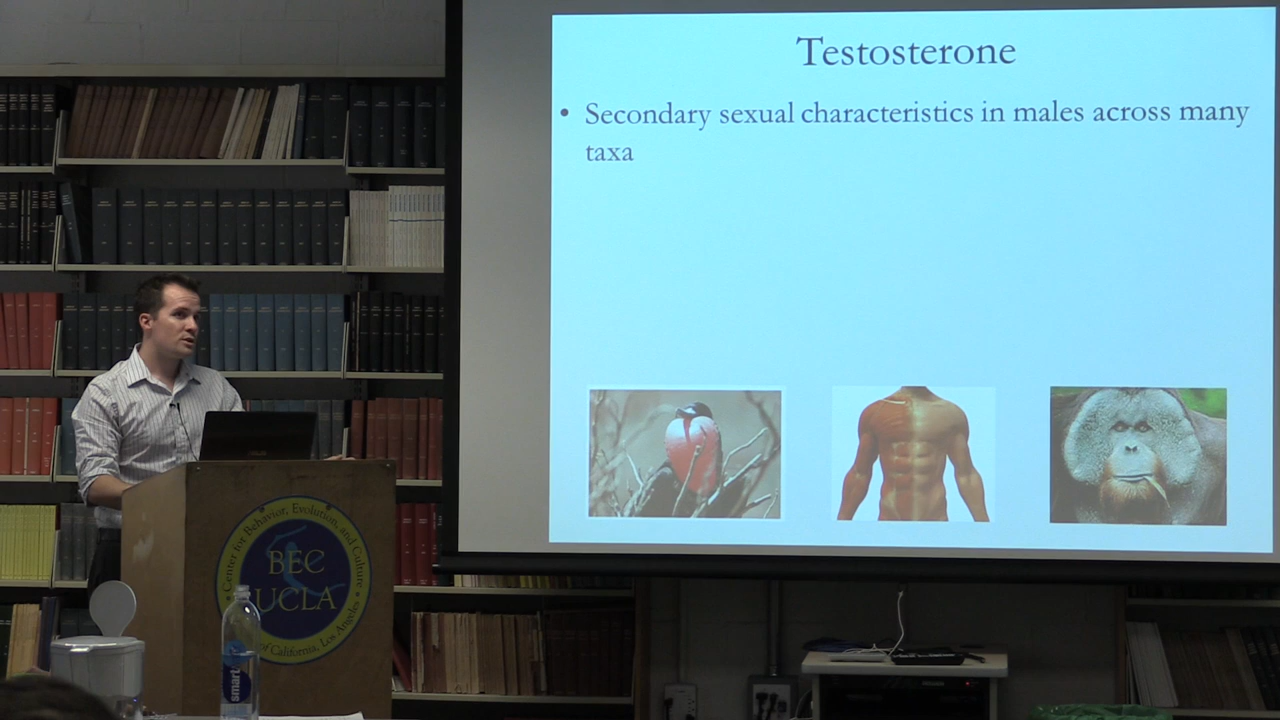 Testosterone
• Secondary sexual characteristics in males across many
taxa
Center for Behavior, Evolution, and Culture
BEC
UCLA
of California, Los Angeles
smart